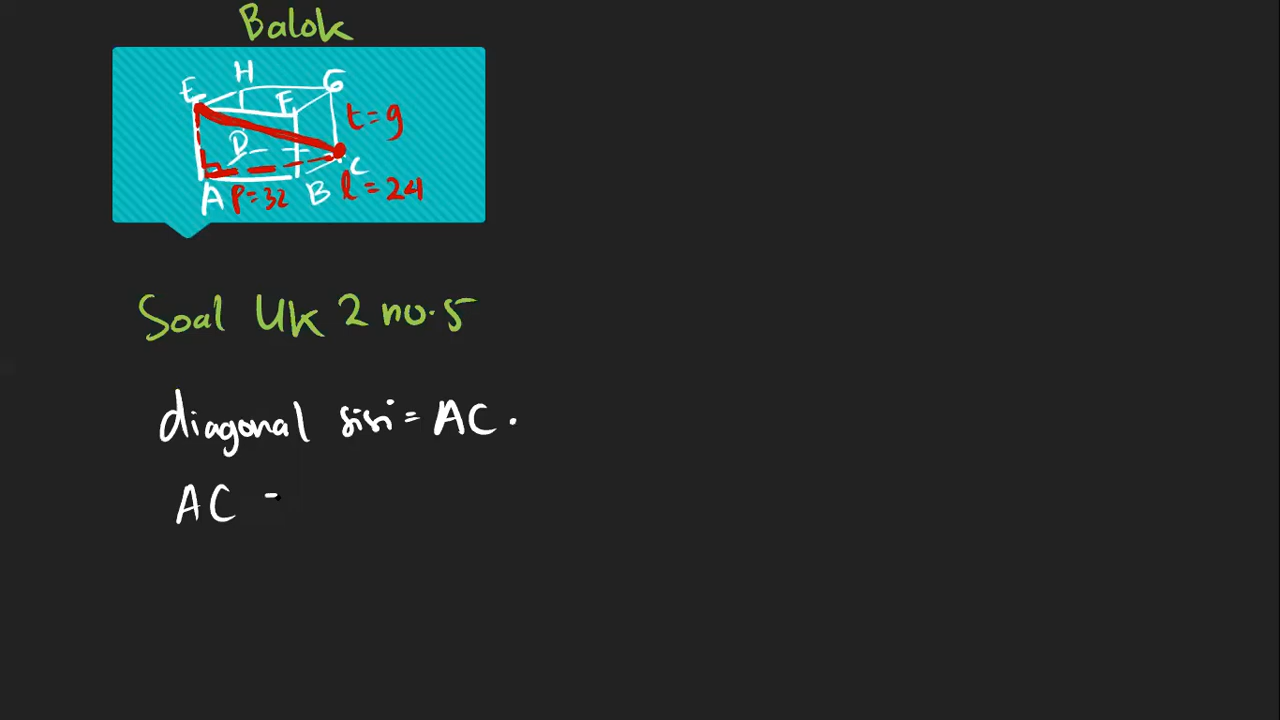 Balok
H G
E F t = 9
D C
A p = 32 B l = 24
Soal Uk 2 no. 5
diagonal sisi = AC.
AC -